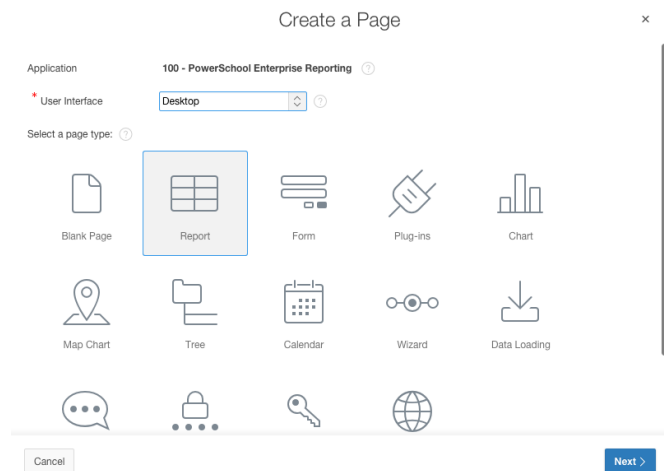 Create a Page
×
Application 100 - PowerSchool Enterprise Reporting ?
* User Interface Desktop ?
Select a page type: ?
Blank Page Report Form Plug-ins Chart
Map Chart Tree Calendar Wizard Data Loading
Cancel Next >